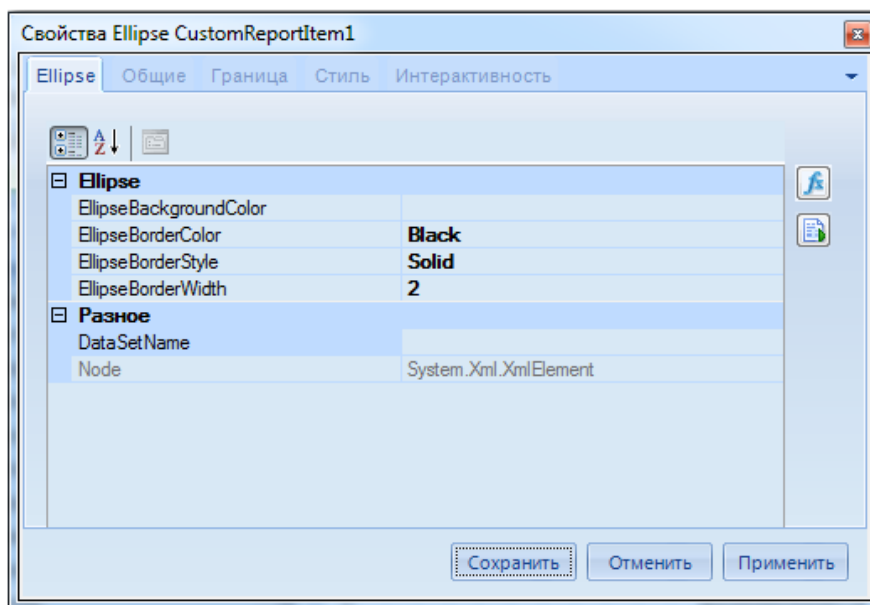 Свойства Ellipse CustomReportItem1
Ellipse Общие Граница Стиль Интерактивность
Ellipse
EllipseBackgroundColor
EllipseBorderColor Black
EllipseBorderStyle Solid
EllipseBorderWidth 2
Разное
DataSetName
Node System.Xml.XmlElement
Сохранить Отменить Применить